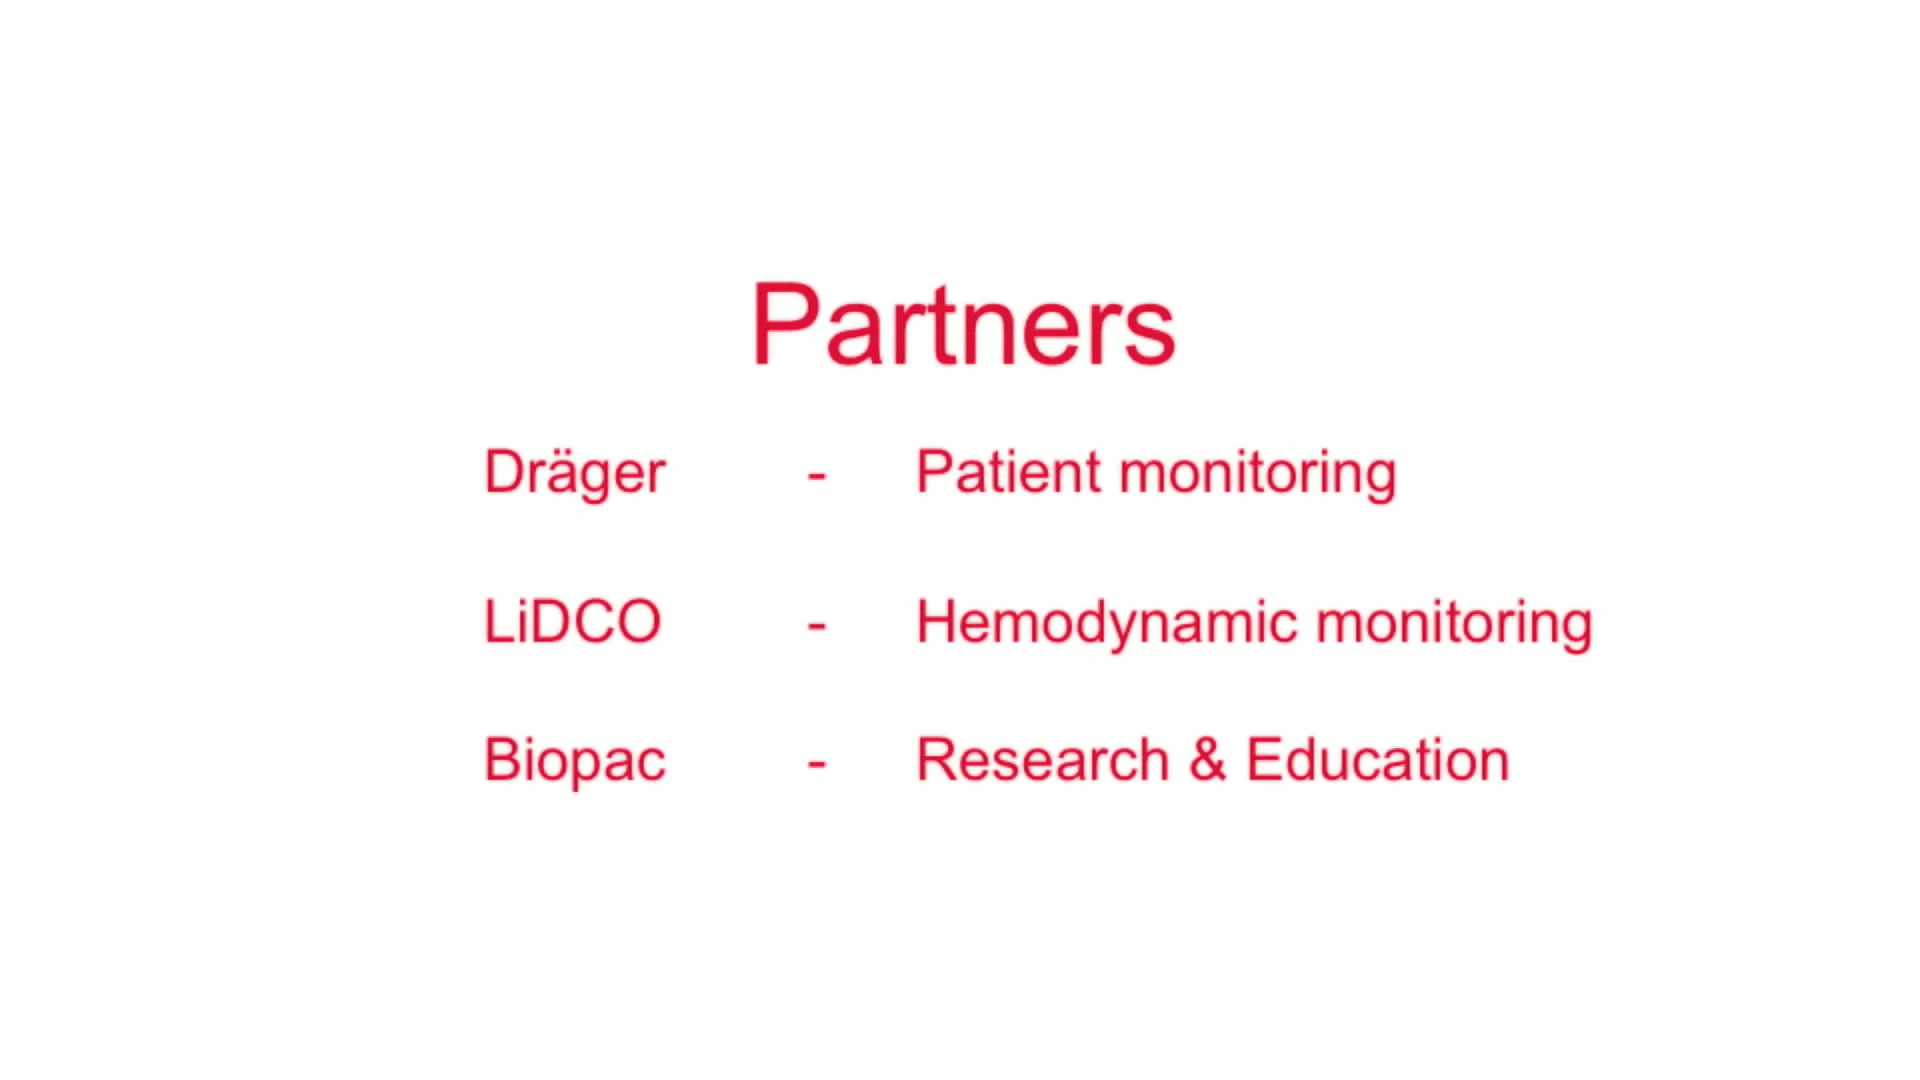 Partners
Dräger - Patient monitoring
LiDCO - Hemodynamic monitoring
Biopac - Research & Education